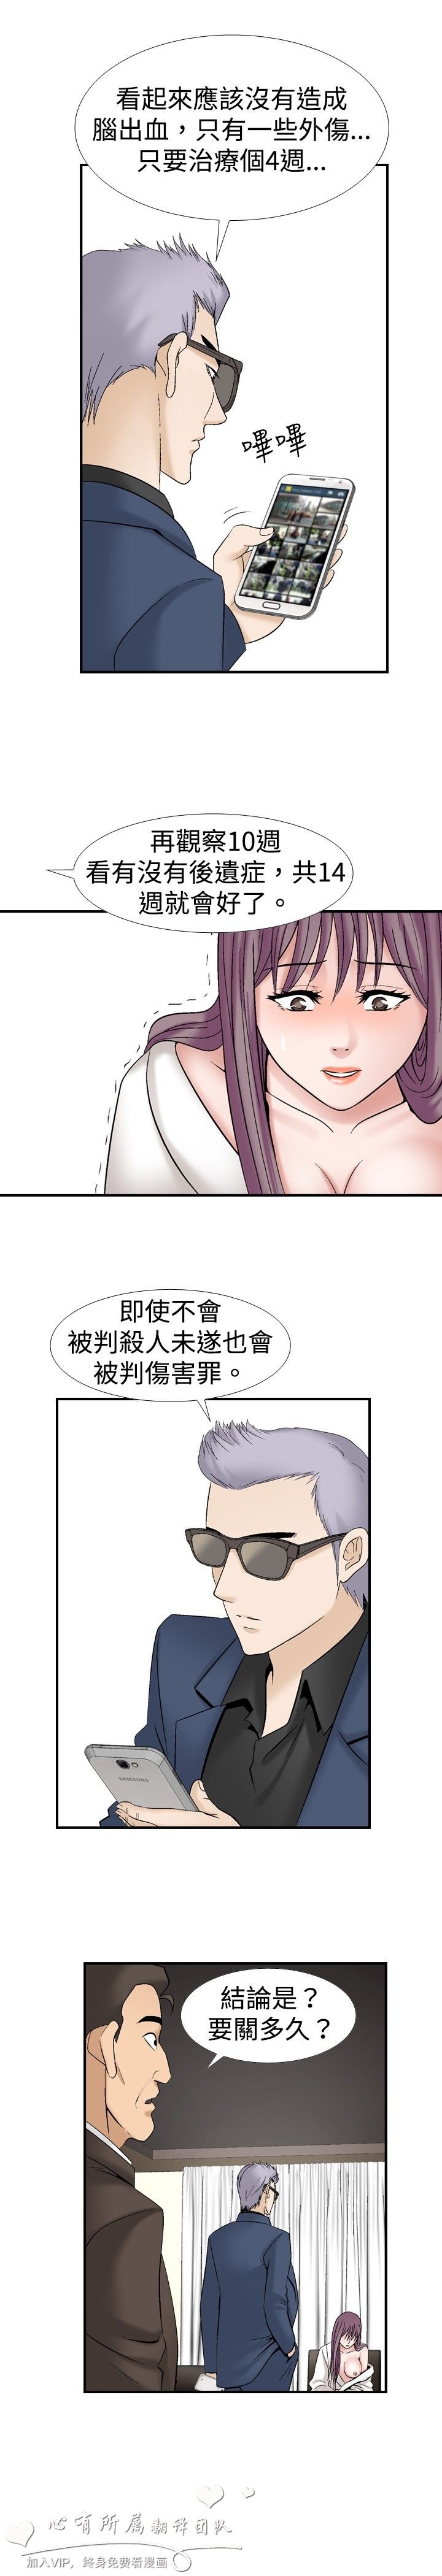 看起來應該沒有造成
腦出血，只有一些外傷...
只要治療個4週...
嗶嗶
再觀察10週
看有沒有後遺症，共14
週就會好了。
即使不會
被判殺人未遂也會
被判傷害罪。
SAMSUNG
結論是？
要關多久？
心有所属翻译团队
加入VIP，终身免费看漫画